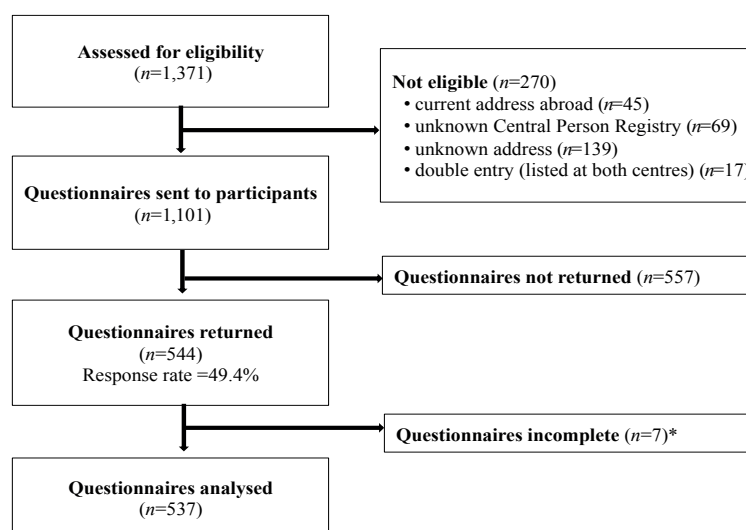 Assessed for eligibility
(n=1,371)
Not eligible (n=270)
• current address abroad (n=45)
• unknown Central Person Registry (n=69)
• unknown address (n=139)
• double entry (listed at both centres) (n=17)
Questionnaires sent to participants
(n=1,101)
Questionnaires not returned (n=557)
Questionnaires returned
(n=544)
Response rate =49.4%
Questionnaires incomplete (n=7)*
Questionnaires analysed
(n=537)